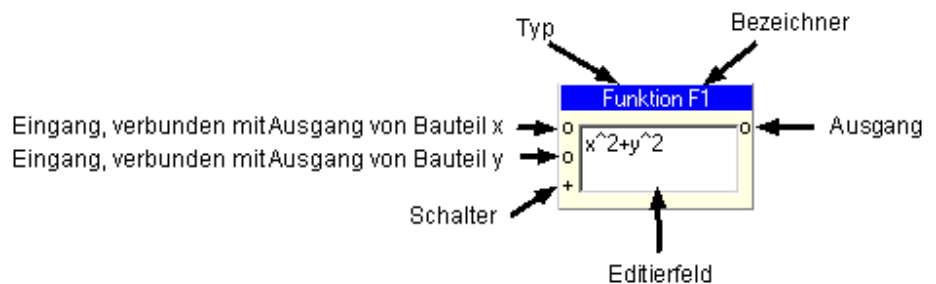 Typ
Bezeichner
Funktion F1
Eingang, verbunden mit Ausgang von Bauteil x
o
o
Ausgang
x^2+y^2
Eingang, verbunden mit Ausgang von Bauteil y
o
+
Schalter
Editierfeld